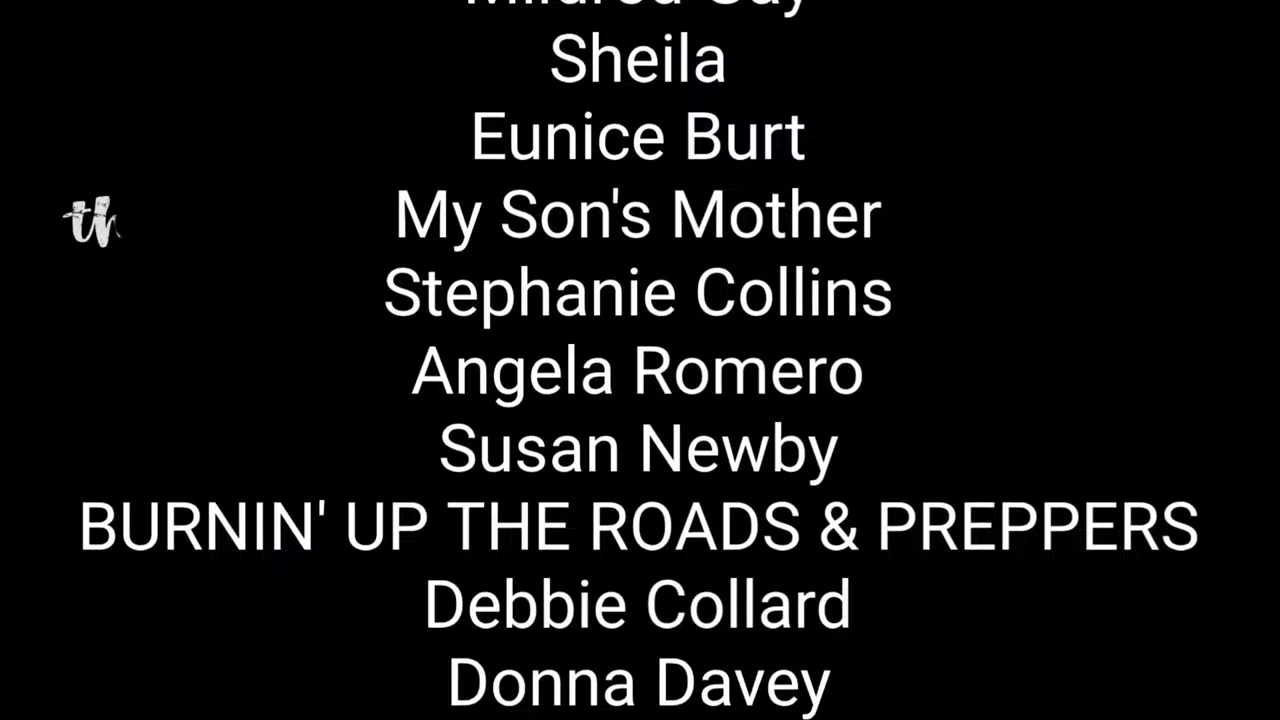 Sheila
Eunice Burt
th
My Son's Mother
Stephanie Collins
Angela Romero
Susan Newby
BURNIN' UP THE ROADS & PREPPERS
Debbie Collard
Donna Davey